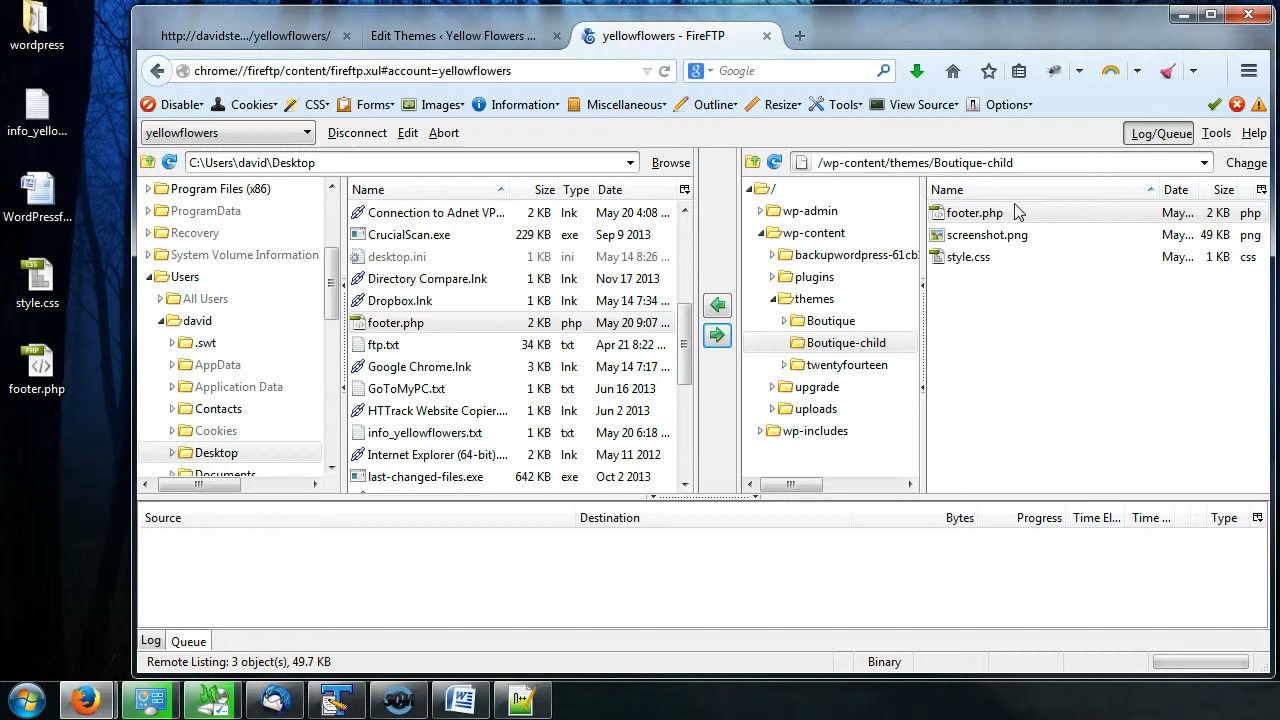 wordpress
info_yello...
WordPressf...
style.css
footer.php
http://davidste.../yellowflowers/
Edit Themes ‹ Yellow Flowers ...
yellowflowers - FireFTP
chrome://fireftp/content/fireftp.xul#account=yellowflowers
Google
Disable▾ Cookies▾ CSS▾ Forms▾ Images▾ Information▾ Miscellaneous▾ Outline▾ Resize▾ Tools▾ View Source▾ Options▾
yellowflowers Disconnect Edit Abort Log/Queue Tools Help
C:\Users\david\Desktop Browse
/wp-content/themes/Boutique-child Change
Program Files (x86)
ProgramData
Recovery
System Volume Information
Users
All Users
david
.swt
AppData
Application Data
Contacts
Cookies
Desktop
Documents
Name Size Type Date
Connection to Adnet VP... 2 KB lnk May 20 4:08 ...
CrucialScan.exe 229 KB exe Sep 9 2013
desktop.ini 1 KB ini May 14 8:26 ...
Directory Compare.lnk 1 KB lnk Nov 17 2013
Dropbox.lnk 1 KB lnk May 14 7:34 ...
footer.php 2 KB php May 20 9:07 ...
ftp.txt 34 KB txt Apr 21 8:22 ...
Google Chrome.lnk 3 KB lnk May 14 7:17 ...
GoToMyPC.txt 1 KB txt Jun 16 2013
HTTrack Website Copier.... 1 KB lnk Jun 2 2013
info_yellowflowers.txt 1 KB txt May 20 6:18 ...
Internet Explorer (64-bit).... 2 KB lnk May 11 2012
last-changed-files.exe 642 KB exe Oct 2 2013
/
wp-admin
wp-content
backupwordpress-61cb
plugins
themes
Boutique
Boutique-child
twentyfourteen
upgrade
uploads
wp-includes
Name Date Size
footer.php May... 2 KB php
screenshot.png May... 49 KB png
style.css May... 1 KB css
Source Destination Bytes Progress Time El... Time ... Type
Log Queue
Remote Listing: 3 object(s), 49.7 KB
Binary